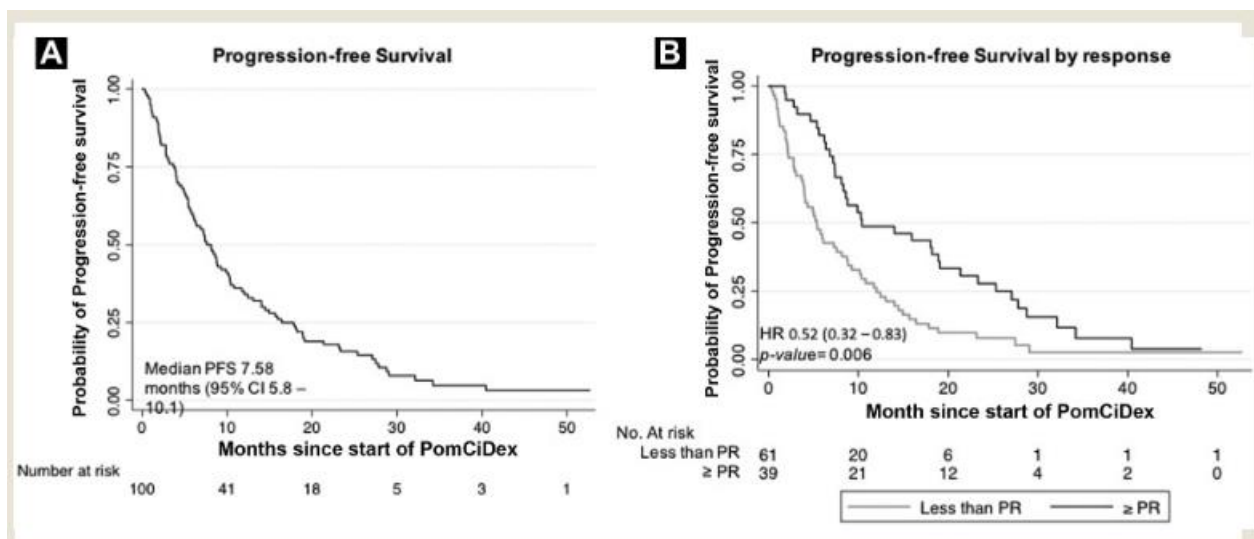 A
Progression-free Survival
Probability of Progression-free survival
1.00
0.75
0.50
0.25
0.00
Median PFS 7.58
months (95% CI 5.8 –
10.1)
0 10 20 30 40 50
Months since start of PomCiDex
Number at risk
100 41 18 5 3 1
B
Progression-free Survival by response
Probability of Progression-free survival
1.00
0.75
0.50
0.25
0.00
HR 0.52 (0.32 – 0.83)
p-value= 0.006
0 10 20 30 40 50
Month since start of PomCiDex
No. At risk
Less than PR 61 20 6 1 1 1
≥ PR 39 21 12 4 2 0
Less than PR ≥ PR